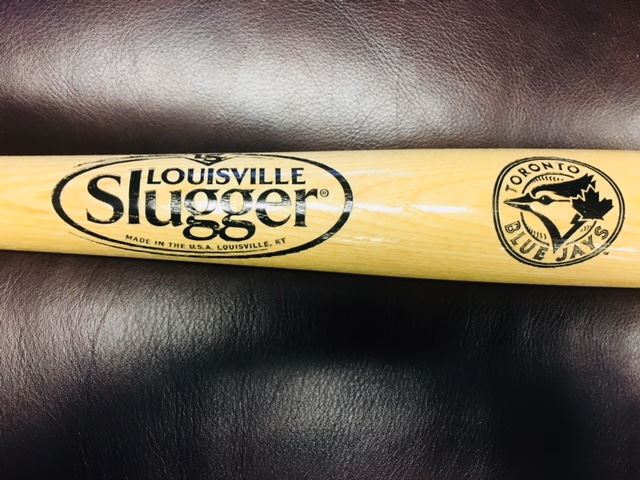 LOUISVILLE
Slugger®
MADE IN THE U.S.A. LOUISVILLE, KY
TORONTO
BLUE JAYS